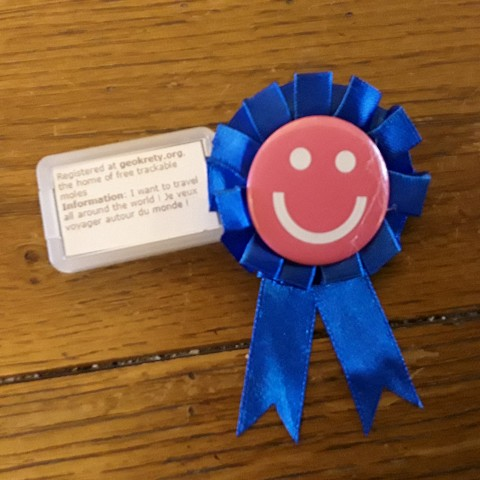 Registered at geokrety.org,
the home of free trackable
moles
Information: I want to travel
all around the world ! Je veux
voyager autour du monde !